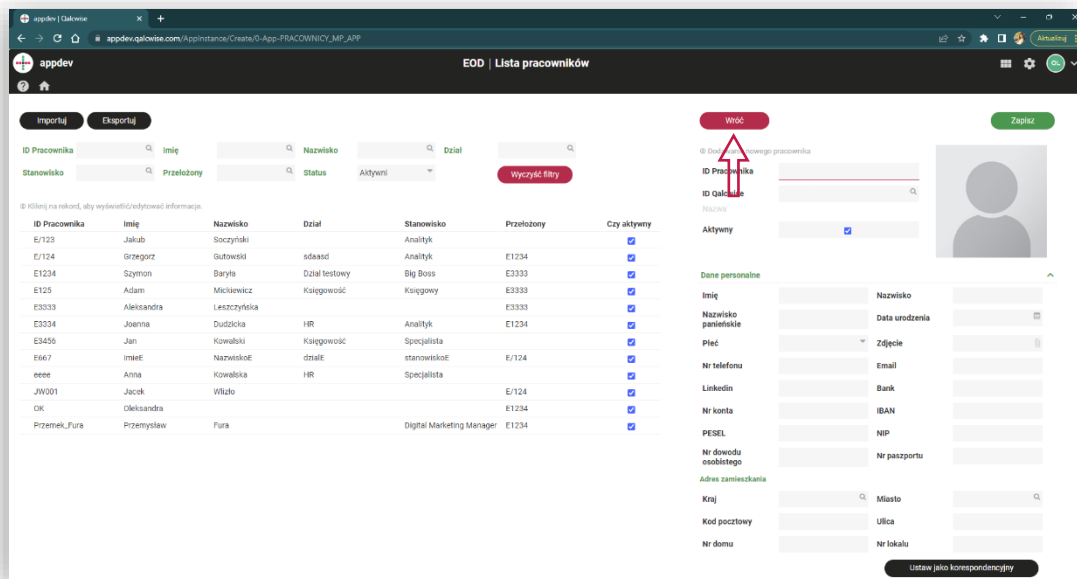 appdev | Qalcwise
appdev.qalcwise.com/AppInstance/Create/0-App-PRACOWNICY_MP_APP
Aktualizuj
appdev
EOD | Lista pracowników
OL
Importuj Eksportuj
Wróć Zapisz
ID Pracownika Imię Nazwisko Dział
Stanowisko Przełożony Status Aktywni Wyczyść filtry
Kliknij na rekord, aby wyświetlić/edytować informacje.
ID Pracownika Imię Nazwisko Dział Stanowisko Przełożony Czy aktywny
E/123 Jakub Soczyński Analityk
E/124 Grzegorz Gutowski sdaasd Analityk E1234
E1234 Szymon Baryła Dział testowy Big Boss E3333
E125 Adam Mickiewicz Księgowość Księgowy E3333
E3333 Aleksandra Leszczyńska E3333
E3334 Joanna Dudzicka HR Analityk E1234
E3456 Jan Kowalski Księgowość Specjalista
E667 ImieE NazwiskoE dzialE stanowiskoE E/124
eeee Anna Kowalska HR Specjalista
JW001 Jacek Wlizło E/124
OK Oleksandra E1234
Przemek_Fura Przemysław Fura Digital Marketing Manager E1234
Dodawanie nowego pracownika
ID Pracownika
ID Qalcwise
Nazwa
Aktywny
Dane personalne
Imię Nazwisko
Nazwisko panieńskie Data urodzenia
Płeć Zdjęcie
Nr telefonu Email
Linkedin Bank
Nr konta IBAN
PESEL NIP
Nr dowodu osobistego Nr paszportu
Adres zamieszkania
Kraj Miasto
Kod pocztowy Ulica
Nr domu Nr lokalu
Ustaw jako korespondencyjny